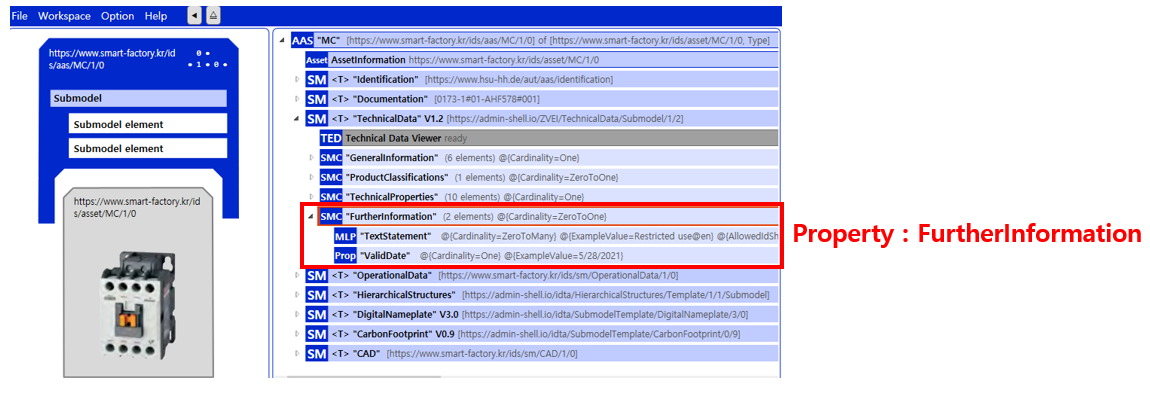 File Workspace Option Help
https://www.smart-factory.kr/id
s/aas/MC/1/0
0
1 0
Submodel
Submodel element
Submodel element
https://www.smart-factory.kr/id
s/asset/MC/1/0
AAS "MC" [https://www.smart-factory.kr/ids/aas/MC/1/0] of [https://www.smart-factory.kr/ids/asset/MC/1/0, Type]
Asset AssetInformation https://www.smart-factory.kr/ids/asset/MC/1/0
SM <T> "Identification" [https://www.hsu-hh.de/aut/aas/identification]
SM <T> "Documentation" [0173-1#01-AHF578#001]
SM <T> "TechnicalData" V1.2 [https://admin-shell.io/ZVEI/TechnicalData/Submodel/1/2]
TED Technical Data Viewer ready
SMC "GeneralInformation" (6 elements) @{Cardinality=One}
SMC "ProductClassifications" (1 elements) @{Cardinality=ZeroToOne}
SMC "TechnicalProperties" (10 elements) @{Cardinality=One}
SMC "FurtherInformation" (2 elements) @{Cardinality=ZeroToOne}
MLP "TextStatement" @{Cardinality=ZeroToMany} @{ExampleValue=Restricted use@en} @{AllowedIdSh
Prop "ValidDate" @{Cardinality=One} @{ExampleValue=5/28/2021}
SM <T> "OperationalData" [https://www.smart-factory.kr/ids/sm/OperationalData/1/0]
SM <T> "HierarchicalStructures" [https://admin-shell.io/idta/HierarchicalStructures/Template/1/1/Submodel]
SM <T> "DigitalNameplate" V3.0 [https://admin-shell.io/idta/SubmodelTemplate/DigitalNameplate/3/0]
SM <T> "CarbonFootprint" V0.9 [https://admin-shell.io/idta/SubmodelTemplate/CarbonFootprint/0/9]
SM <T> "CAD" [https://www.smart-factory.kr/ids/sm/CAD/1/0]
Property : FurtherInformation